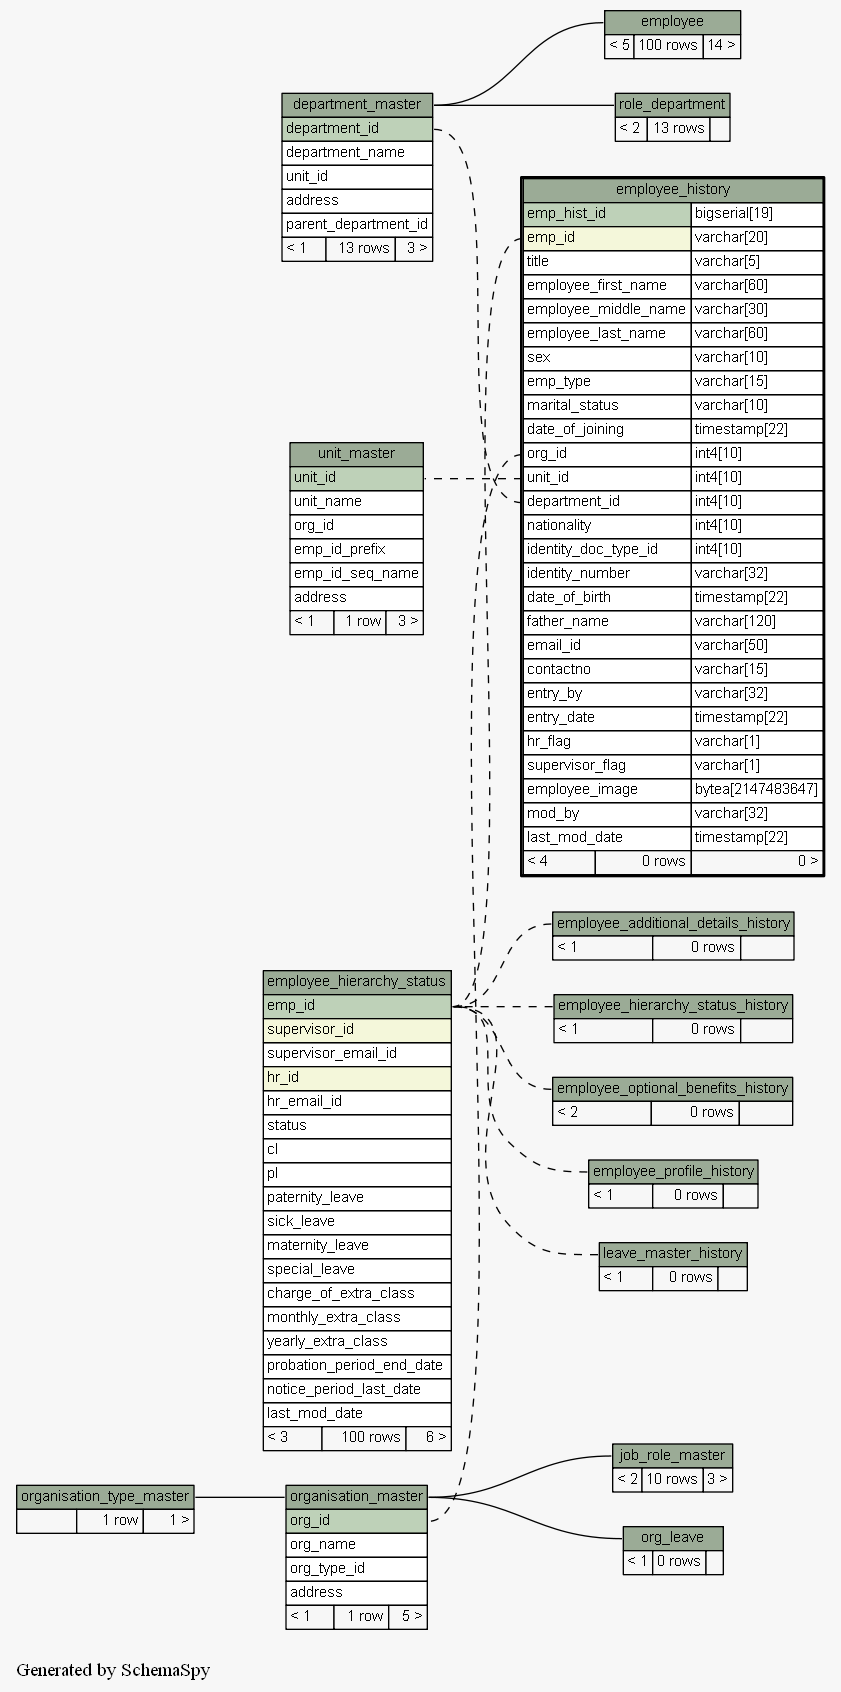 employee
< 5 100 rows 14 >
department_master
department_id
department_name
unit_id
address
parent_department_id
< 1 13 rows 3 >
role_department
< 2 13 rows
employee_history
emp_hist_id bigserial[19]
emp_id varchar[20]
title varchar[5]
employee_first_name varchar[60]
employee_middle_name varchar[30]
employee_last_name varchar[60]
sex varchar[10]
emp_type varchar[15]
marital_status varchar[10]
date_of_joining timestamp[22]
org_id int4[10]
unit_id int4[10]
department_id int4[10]
nationality int4[10]
identity_doc_type_id int4[10]
identity_number varchar[32]
date_of_birth timestamp[22]
father_name varchar[120]
email_id varchar[50]
contactno varchar[15]
entry_by varchar[32]
entry_date timestamp[22]
hr_flag varchar[1]
supervisor_flag varchar[1]
employee_image bytea[2147483647]
mod_by varchar[32]
last_mod_date timestamp[22]
< 4 0 rows 0 >
unit_master
unit_id
unit_name
org_id
emp_id_prefix
emp_id_seq_name
address
< 1 1 row 3 >
employee_additional_details_history
< 1 0 rows
employee_hierarchy_status_history
< 1 0 rows
employee_optional_benefits_history
< 2 0 rows
employee_profile_history
< 1 0 rows
leave_master_history
< 1 0 rows
employee_hierarchy_status
emp_id
supervisor_id
supervisor_email_id
hr_id
hr_email_id
status
cl
pl
paternity_leave
sick_leave
maternity_leave
special_leave
charge_of_extra_class
monthly_extra_class
yearly_extra_class
probation_period_end_date
notice_period_last_date
last_mod_date
< 3 100 rows 6 >
job_role_master
< 2 10 rows 3 >
organisation_type_master
1 row 1 >
organisation_master
org_id
org_name
org_type_id
address
< 1 1 row 5 >
org_leave
< 1 0 rows
Generated by SchemaSpy